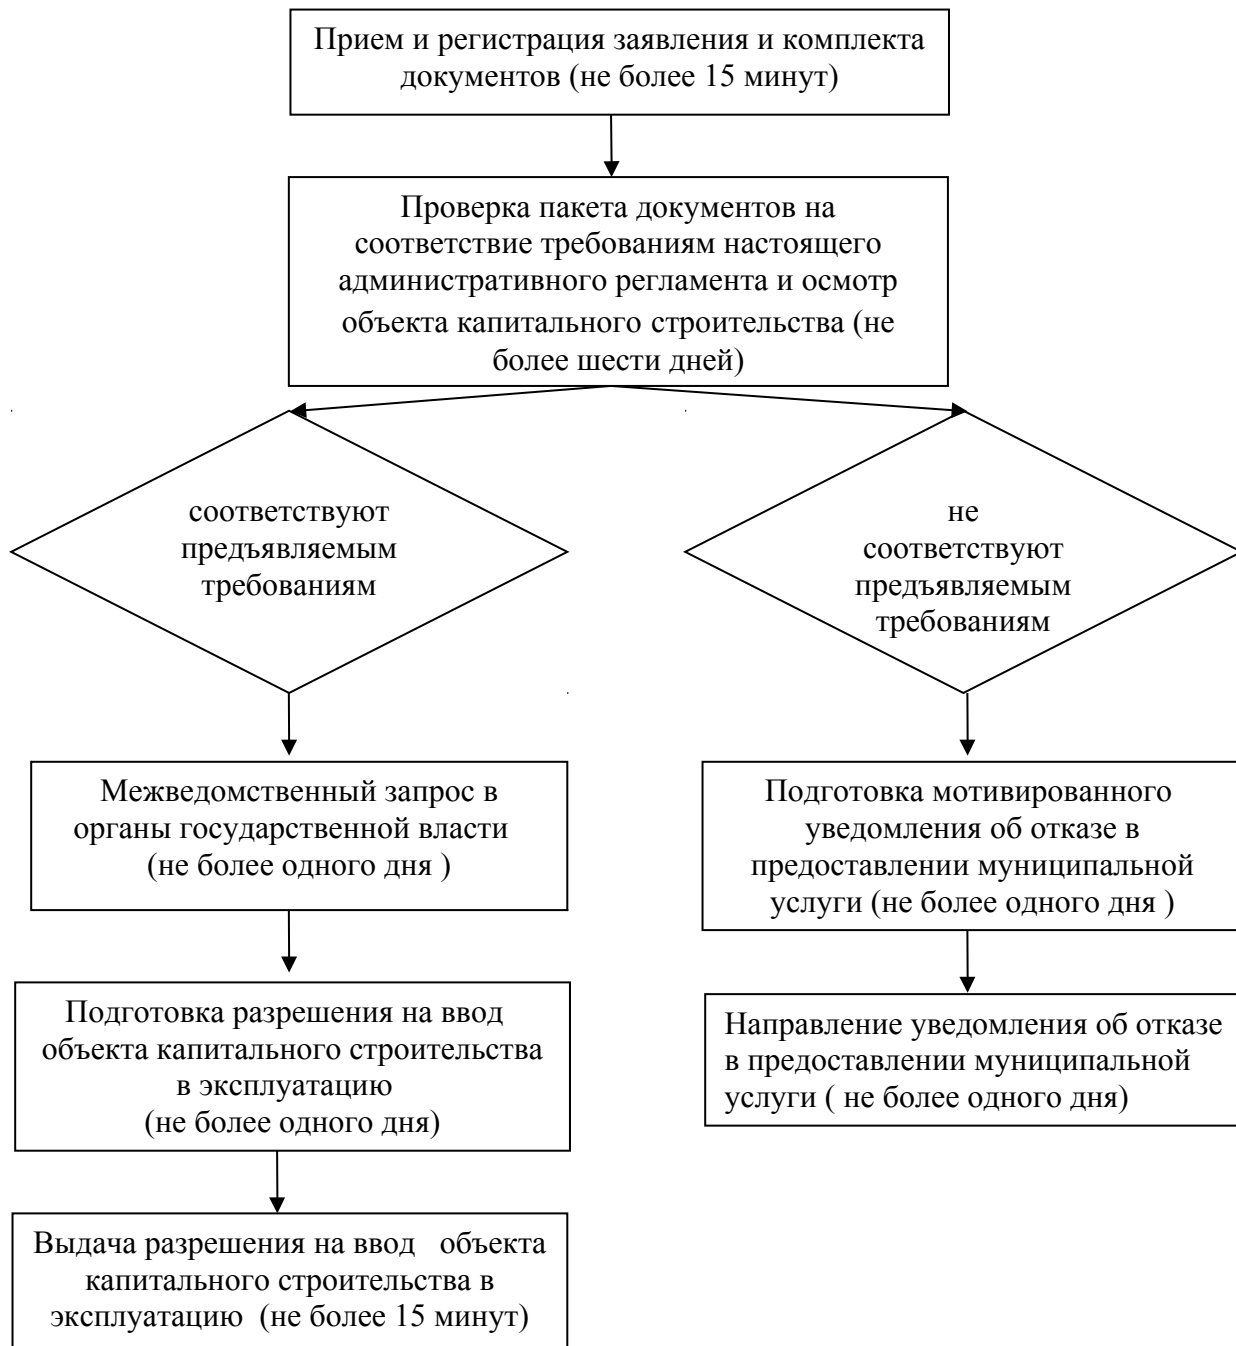 Прием и регистрация заявления и комплекта
документов (не более 15 минут)
Проверка пакета документов на
соответствие требованиям настоящего
административного регламента и осмотр
объекта капитального строительства (не
более шести дней)
соответствуют
предъявляемым
требованиям
не
соответствуют
предъявляемым
требованиям
Межведомственный запрос в
органы государственной власти
(не более одного дня )
Подготовка мотивированного
уведомления об отказе в
предоставлении муниципальной
услуги (не более одного дня )
Подготовка разрешения на ввод
объекта капитального строительства
в эксплуатацию
(не более одного дня)
Направление уведомления об отказе
в предоставлении муниципальной
услуги ( не более одного дня)
Выдача разрешения на ввод   объекта
капитального строительства в
эксплуатацию  (не более 15 минут)